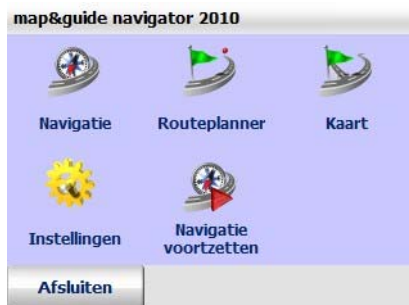 map&guide navigator 2010
Navigatie
Routeplanner
Kaart
Instellingen
Navigatie
voortzetten
Afsluiten